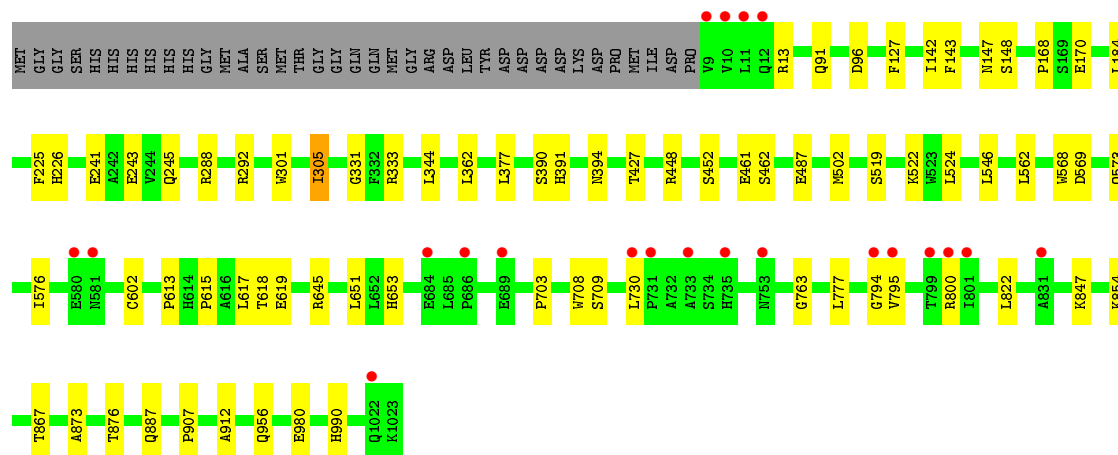 MET GLY GLY SER HIS HIS HIS HIS HIS HIS GLY MET ALA SER MET THR GLY GLY GLN GLN MET GLY ARG ASP LEU TYR ASP ASP ASP ASP LYS ASP PRO MET ILE ASP PRO V9 V10 L11 Q12 R13 Q91 D96 F127 I142 F143 N147 S148 P168 S169 E170 L184
F225 H226 E241 A242 E243 V244 Q245 R288 R292 W301 I305 G331 F332 R333 L344 L362 L377 S390 H391 N394 T427 R448 S452 E461 S462 E487 M502 S519 K522 W523 L524 L546 L562 W568 D569 Q573
I576 E580 N581 C602 P613 H614 P615 A616 L617 T618 E619 R645 L651 L652 H653 E684 L685 P686 E689 P703 W708 S709 L730 P731 A732 A733 S734 H735 N753 G763 L777 G794 V795 T799 R800 I801 L822 A831 K847 K854
T867 A873 T876 Q887 P907 A912 Q956 E980 H990 Q1022 K1023